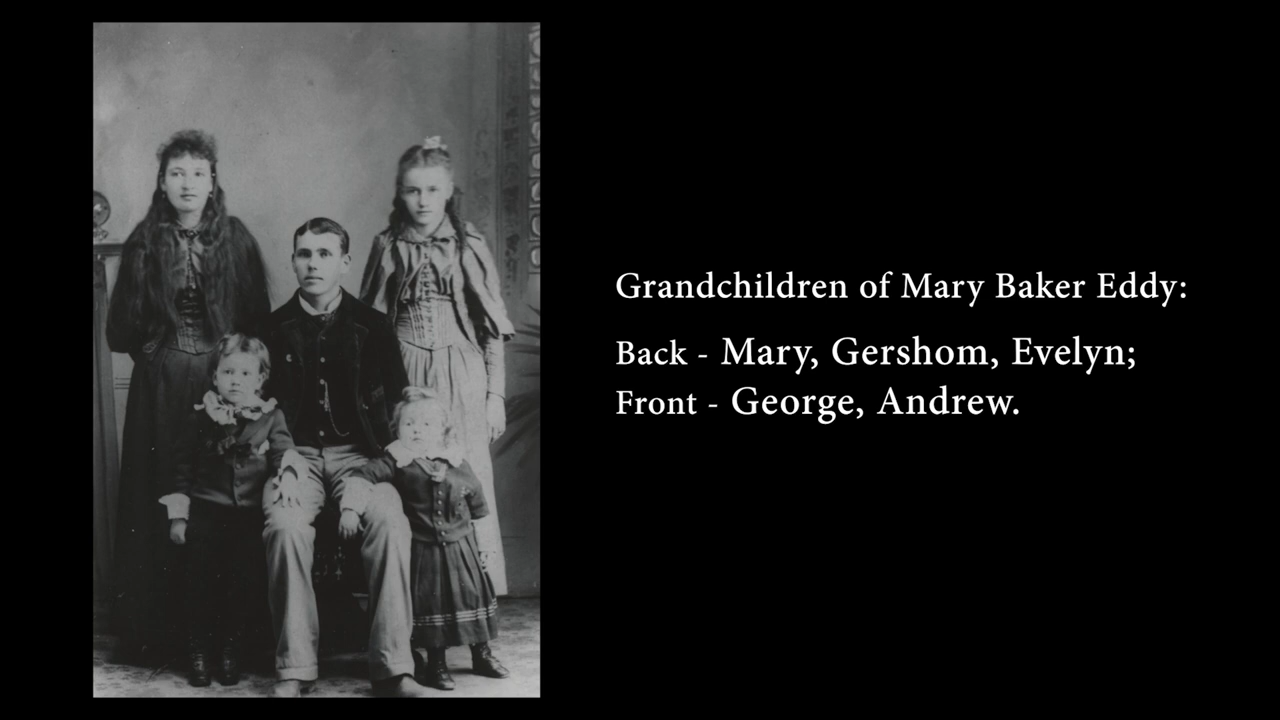 Grandchildren of Mary Baker Eddy:
Back - Mary, Gershom, Evelyn;
Front - George, Andrew.